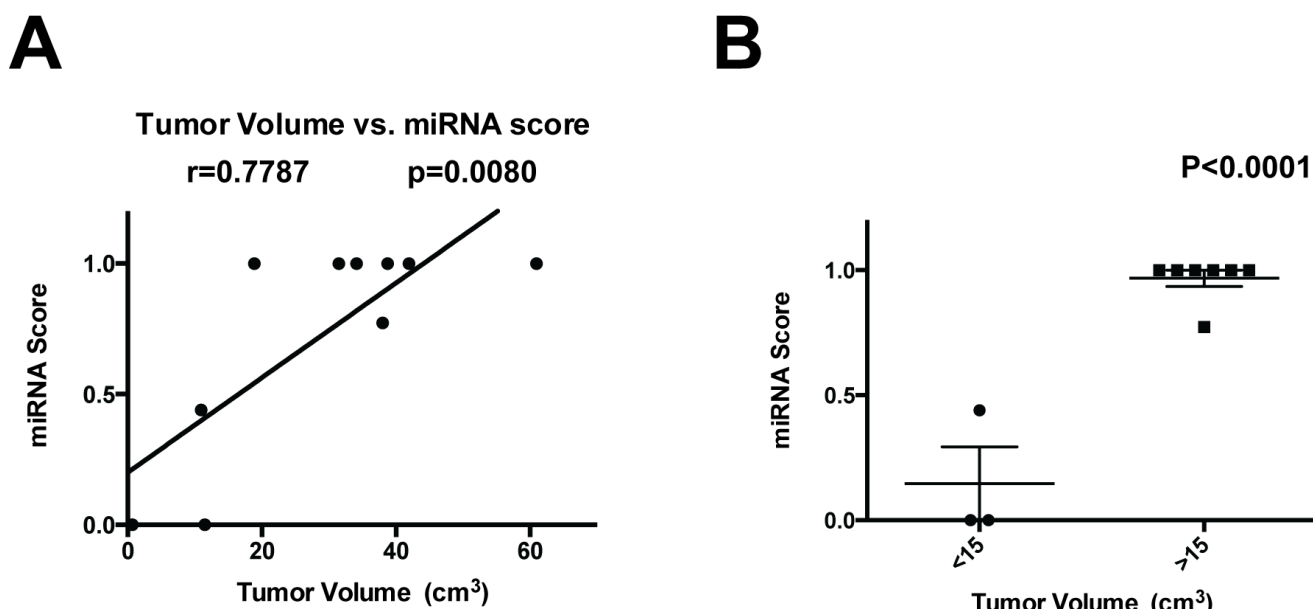 A
Tumor Volume vs. miRNA score
r=0.7787 p=0.0080
miRNA Score
1.0
0.5
0.0
0 20 40 60
Tumor Volume (cm³)
B
P<0.0001
miRNA Score
1.0
0.5
0.0
<15 >15
Tumor Volume (cm³)